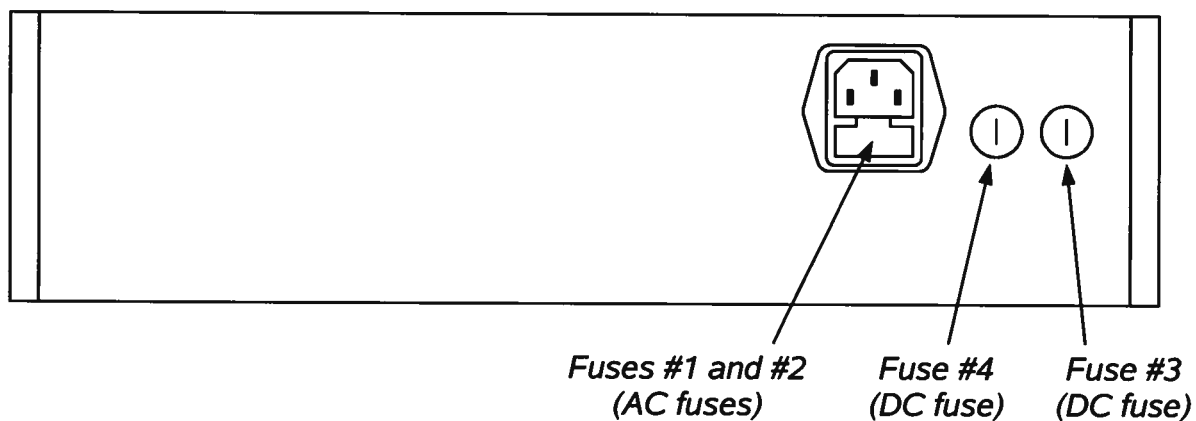 Fuses #1 and #2
(AC fuses)
Fuse #4
(DC fuse)
Fuse #3
(DC fuse)